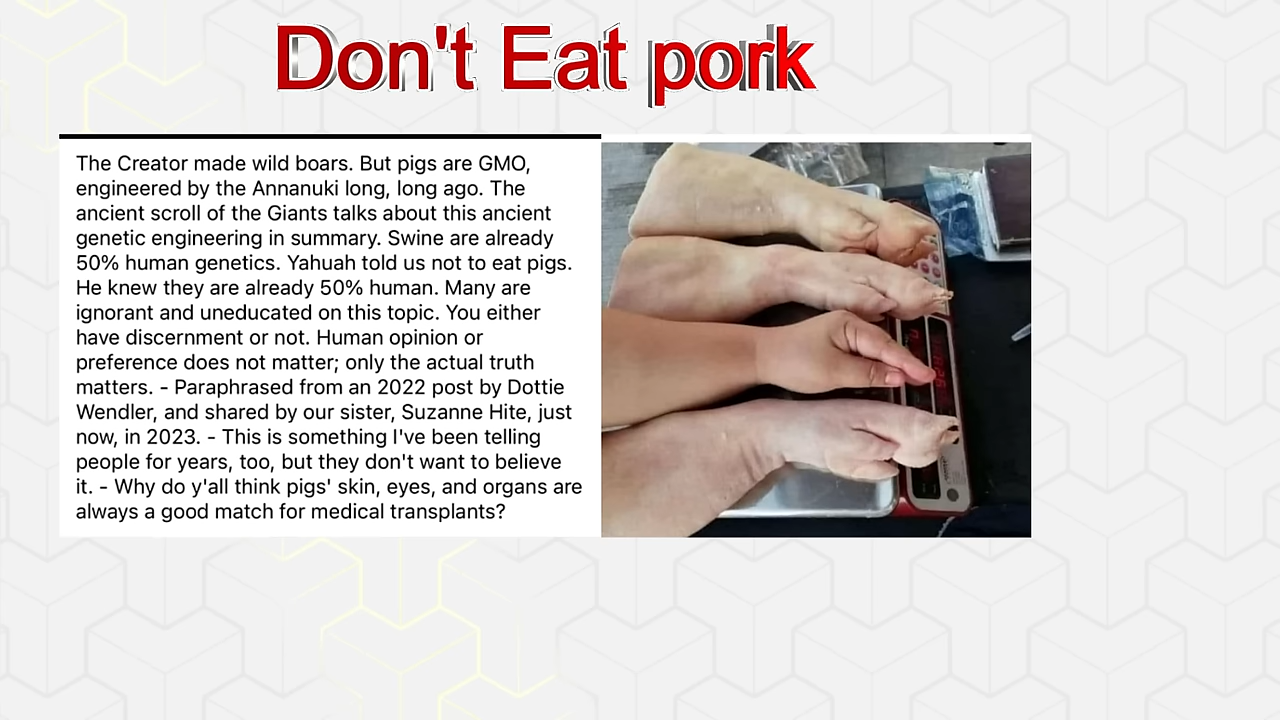 Don't Eat pork
The Creator made wild boars. But pigs are GMO,
engineered by the Annanuki long, long ago. The
ancient scroll of the Giants talks about this ancient
genetic engineering in summary. Swine are already
50% human genetics. Yahuah told us not to eat pigs.
He knew they are already 50% human. Many are
ignorant and uneducated on this topic. You either
have discernment or not. Human opinion or
preference does not matter; only the actual truth
matters. - Paraphrased from an 2022 post by Dottie
Wendler, and shared by our sister, Suzanne Hite, just
now, in 2023. - This is something I've been telling
people for years, too, but they don't want to believe
it. - Why do y'all think pigs' skin, eyes, and organs are
always a good match for medical transplants?